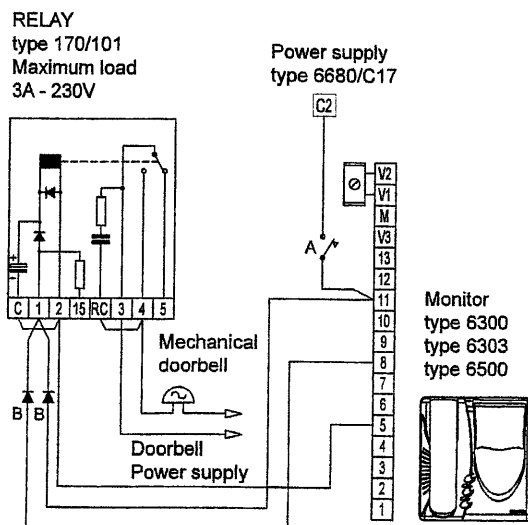 RELAY
type 170/101
Maximum load
3A - 230V
Power supply
type 6680/C17
C2
A
V2
V1
M
V3
13
12
11
10
9
8
7
6
5
4
3
2
1
+
-
C 1 2 15 RC 3 4 5
B B
Mechanical
doorbell
Doorbell
Power supply
Monitor
type 6300
type 6303
type 6500